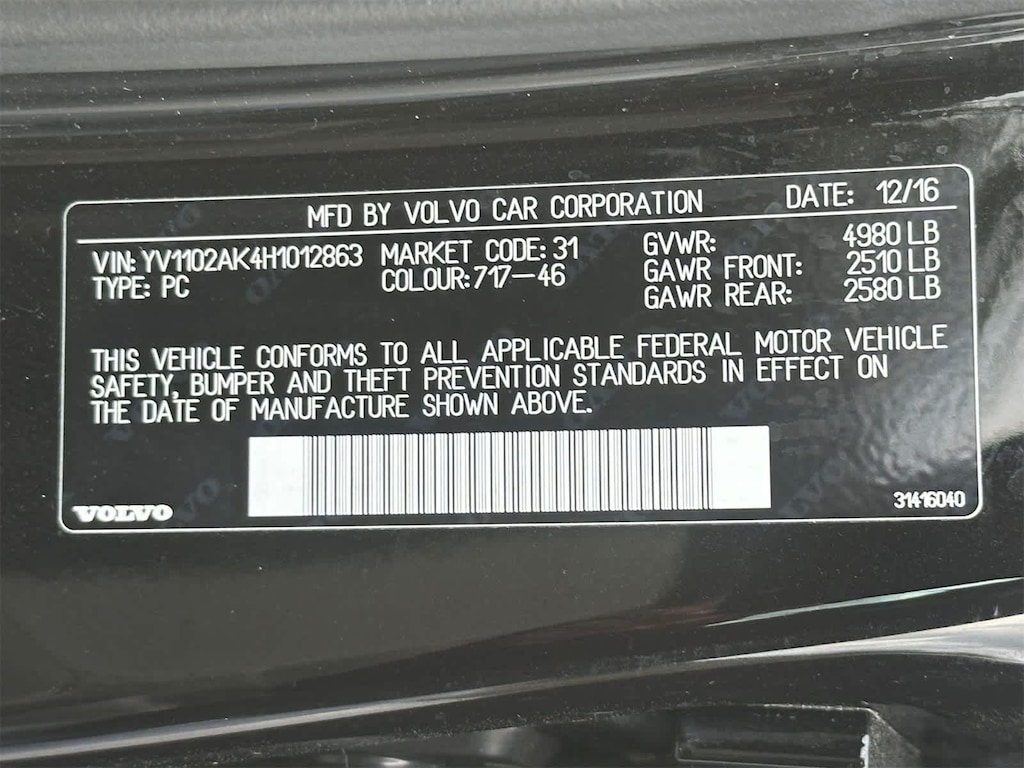 MFD BY VOLVO CAR CORPORATION DATE: 12/16
VIN: YV1102AK4H1012863 MARKET CODE: 31 GVWR: 4980 LB
TYPE: PC COLOUR: 717-46 GAWR FRONT: 2510 LB
GAWR REAR: 2580 LB
THIS VEHICLE CONFORMS TO ALL APPLICABLE FEDERAL MOTOR VEHICLE
SAFETY, BUMPER AND THEFT PREVENTION STANDARDS IN EFFECT ON
THE DATE OF MANUFACTURE SHOWN ABOVE.
VOLVO 31416040